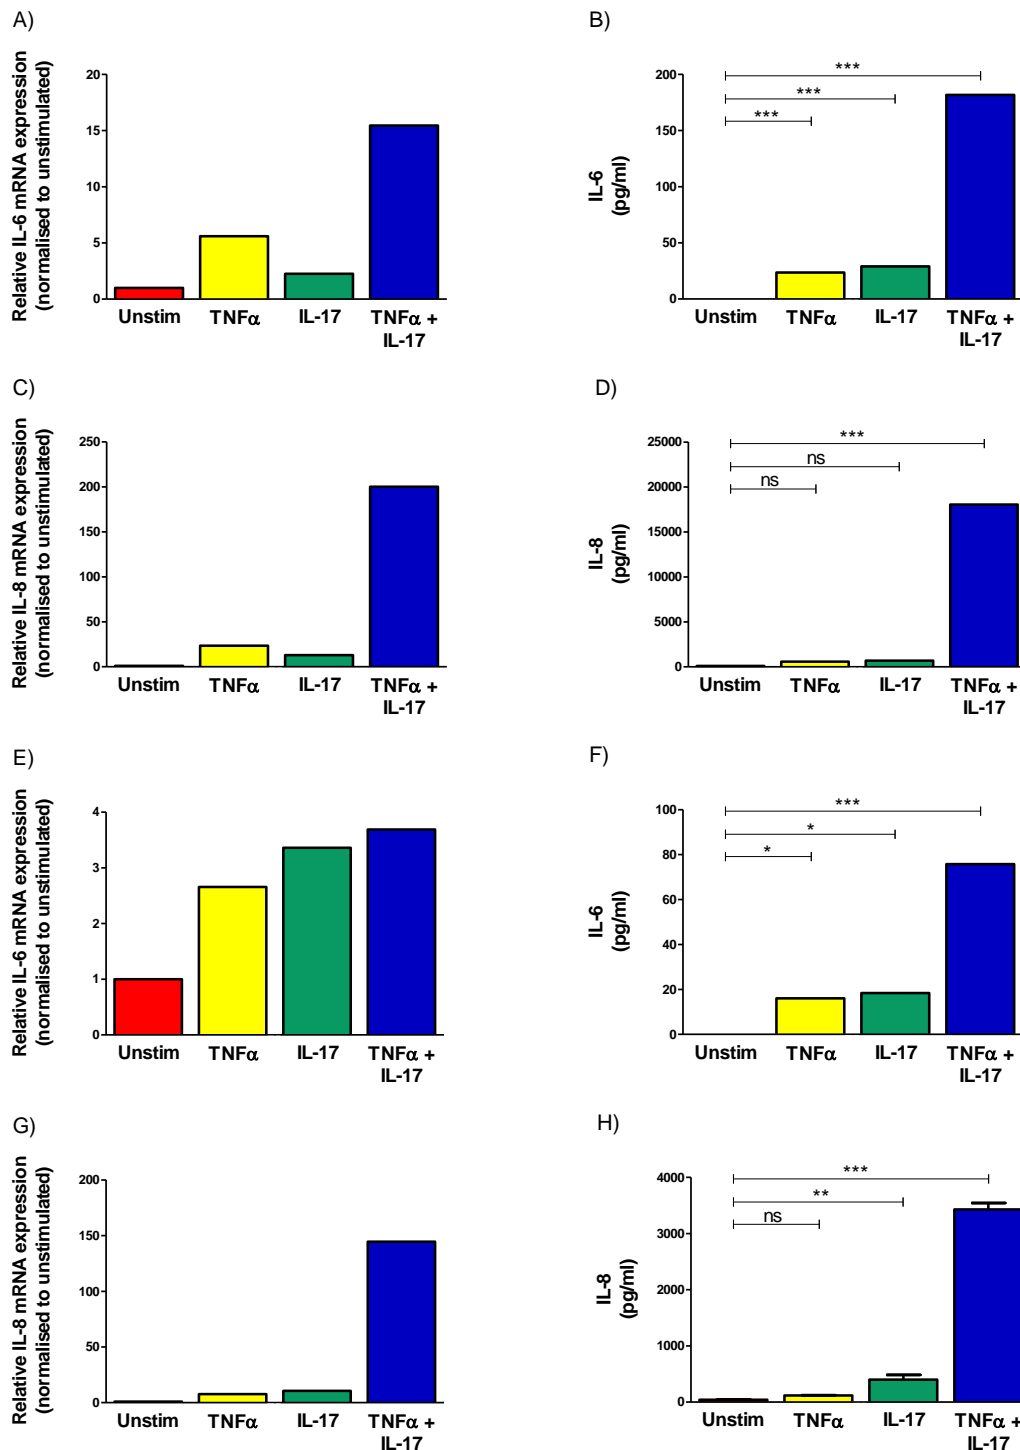 A)
Relative IL-6 mRNA expression
(normalised to unstimulated)
20
15
10
5
0
Unstim
TNFα
IL-17
TNFα +
IL-17
B)
IL-6
(pg/ml)
200
150
100
50
0
***
***
***
Unstim
TNFα
IL-17
TNFα +
IL-17
C)
Relative IL-8 mRNA expression
(normalised to unstimulated)
250
200
150
100
50
0
Unstim
TNFα
IL-17
TNFα +
IL-17
D)
IL-8
(pg/ml)
25000
20000
15000
10000
5000
0
***
ns
ns
Unstim
TNFα
IL-17
TNFα +
IL-17
E)
Relative IL-6 mRNA expression
(normalised to unstimulated)
4
3
2
1
0
Unstim
TNFα
IL-17
TNFα +
IL-17
F)
IL-6
(pg/ml)
100
80
60
40
20
0
***
*
*
Unstim
TNFα
IL-17
TNFα +
IL-17
G)
Relative IL-8 mRNA expression
(normalised to unstimulated)
200
150
100
50
0
Unstim
TNFα
IL-17
TNFα +
IL-17
H)
IL-8
(pg/ml)
4000
3000
2000
1000
0
***
**
ns
Unstim
TNFα
IL-17
TNFα +
IL-17